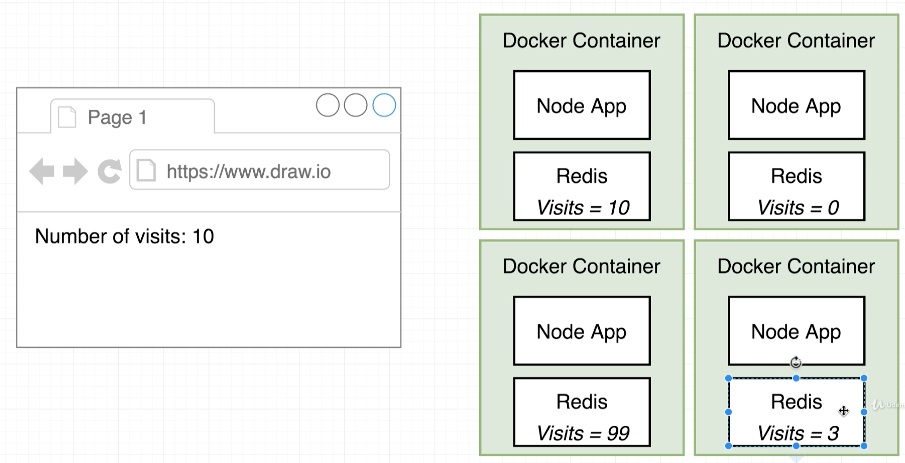 Page 1
https://www.draw.io
Number of visits: 10
Docker Container
Node App
Redis
Visits = 10
Docker Container
Node App
Redis
Visits = 0
Docker Container
Node App
Redis
Visits = 99
Docker Container
Node App
Redis
Visits = 3